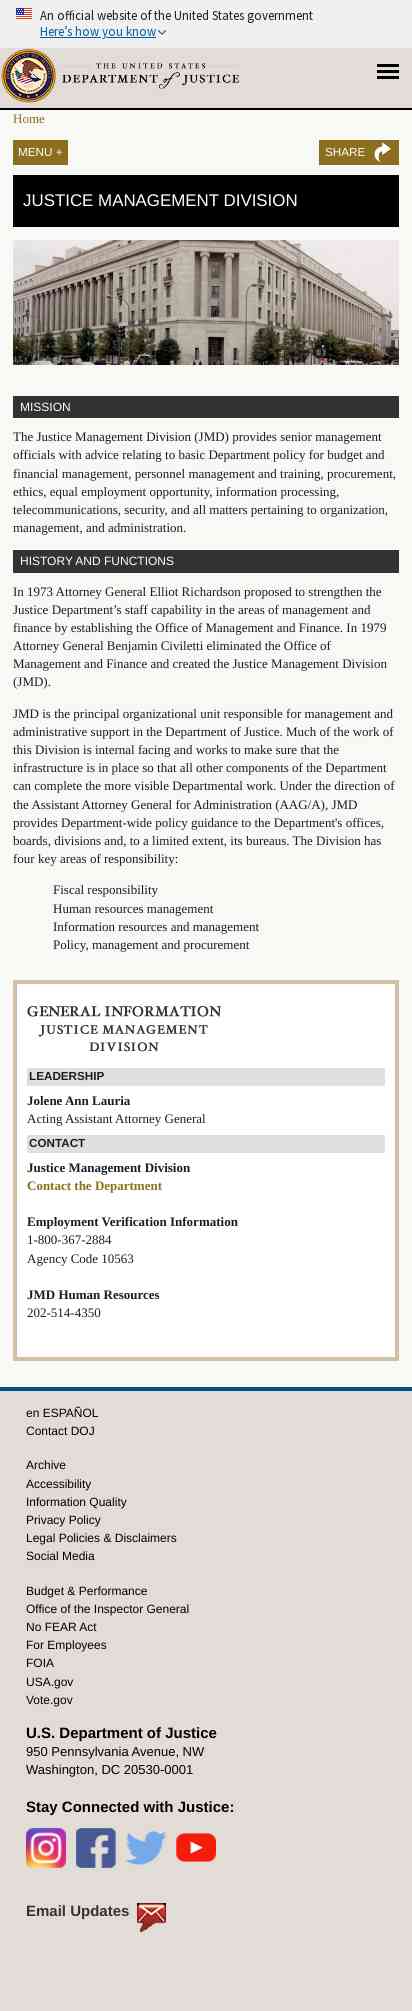 An official website of the United States government
Here's how you know
THE UNITED STATES
DEPARTMENT of JUSTICE
Home
MENU +
SHARE
JUSTICE MANAGEMENT DIVISION
MISSION
The Justice Management Division (JMD) provides senior management
officials with advice relating to basic Department policy for budget and
financial management, personnel management and training, procurement,
ethics, equal employment opportunity, information processing,
telecommunications, security, and all matters pertaining to organization,
management, and administration.
HISTORY AND FUNCTIONS
In 1973 Attorney General Elliot Richardson proposed to strengthen the
Justice Department’s staff capability in the areas of management and
finance by establishing the Office of Management and Finance. In 1979
Attorney General Benjamin Civiletti eliminated the Office of
Management and Finance and created the Justice Management Division
(JMD).
JMD is the principal organizational unit responsible for management and
administrative support in the Department of Justice. Much of the work of
this Division is internal facing and works to make sure that the
infrastructure is in place so that all other components of the Department
can complete the more visible Departmental work. Under the direction of
the Assistant Attorney General for Administration (AAG/A), JMD
provides Department-wide policy guidance to the Department's offices,
boards, divisions and, to a limited extent, its bureaus. The Division has
four key areas of responsibility:
Fiscal responsibility
Human resources management
Information resources and management
Policy, management and procurement
GENERAL INFORMATION
JUSTICE MANAGEMENT
DIVISION
LEADERSHIP
Jolene Ann Lauria
Acting Assistant Attorney General
CONTACT
Justice Management Division
Contact the Department
Employment Verification Information
1-800-367-2884
Agency Code 10563
JMD Human Resources
202-514-4350
en ESPAÑOL
Contact DOJ
Archive
Accessibility
Information Quality
Privacy Policy
Legal Policies & Disclaimers
Social Media
Budget & Performance
Office of the Inspector General
No FEAR Act
For Employees
FOIA
USA.gov
Vote.gov
U.S. Department of Justice
950 Pennsylvania Avenue, NW
Washington, DC 20530-0001
Stay Connected with Justice:
Email Updates